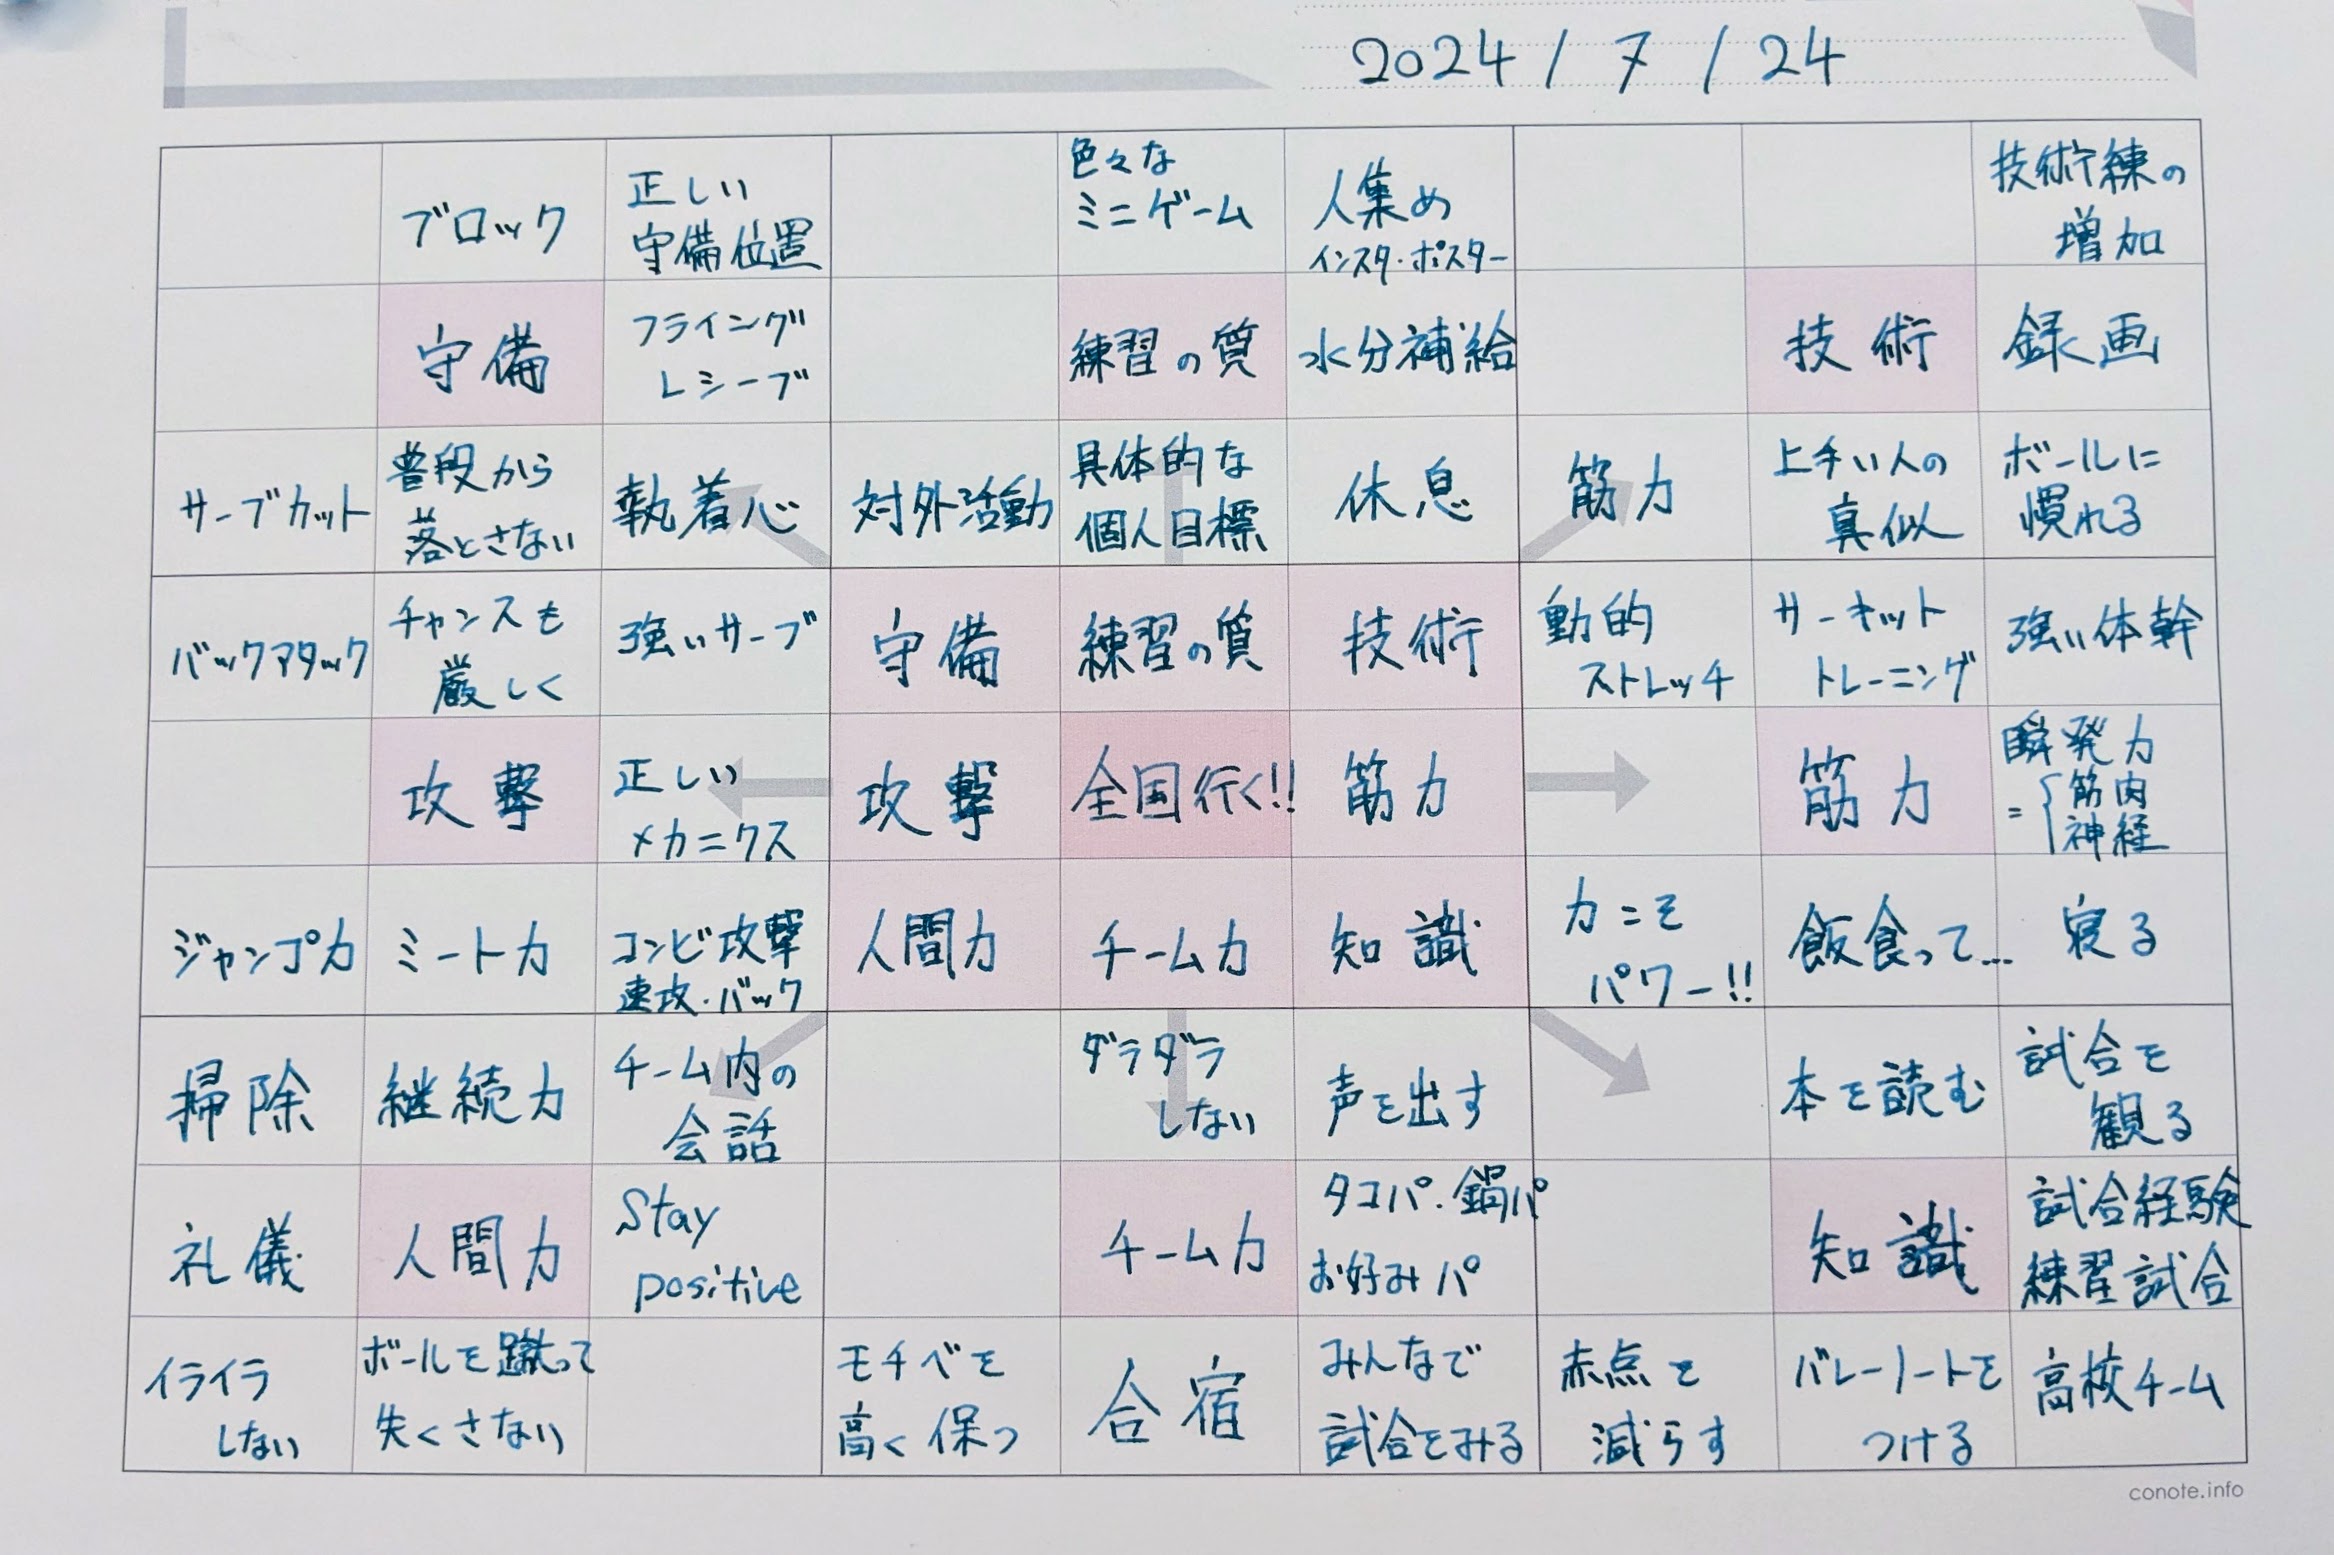 2024 / 7 / 24
ブロック
正しい
守備位置
色々な
ミニゲーム
人集め
インスタ・ポスター
技術練の
増加
守備
フライング
レシーブ
練習の質
水分補給
技術
録画
サーブカット
普段から
落とさない
執着心
対外活動
具体的な
個人目標
休息
筋力
上手い人の
真似
ボールに
慣れる
バックアタック
チャンスも
厳しく
強いサーブ
守備
練習の質
技術
動的
ストレッチ
サーキット
トレーニング
強い体幹
攻撃
正しい
メカニクス
攻撃
全国行く!!
筋力
筋力
瞬発力
= { 筋肉
神経
ジャンプ力
ミート力
コンビ攻撃
速攻・バック
人間力
チーム力
知識
力こそ
パワー!!
飯食って...
寝る
掃除
継続力
チーム内の
会話
ダラダラ
しない
声を出す
本を読む
試合を
観る
礼儀
人間力
Stay
positive
チーム力
タコパ・鍋パ
お好みパ
知識
試合経験
練習試合
イライラ
しない
ボールを蹴って
失くさない
モチベを
高く保つ
合宿
みんなで
試合をみる
赤点を
減らす
バレーノートを
つける
高校チーム
conote.info